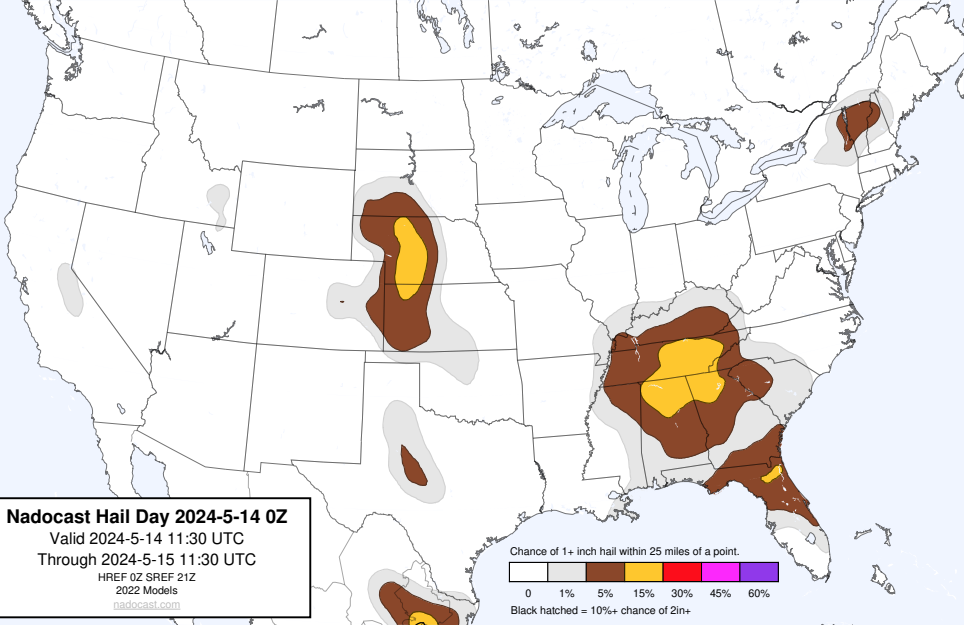 Nadocast Hail Day 2024-5-14 0Z
Valid 2024-5-14 11:30 UTC
Through 2024-5-15 11:30 UTC
HREF 0Z SREF 21Z
2022 Models
nadocast.com
Chance of 1+ inch hail within 25 miles of a point.
0 1% 5% 15% 30% 45% 60%
Black hatched = 10%+ chance of 2in+